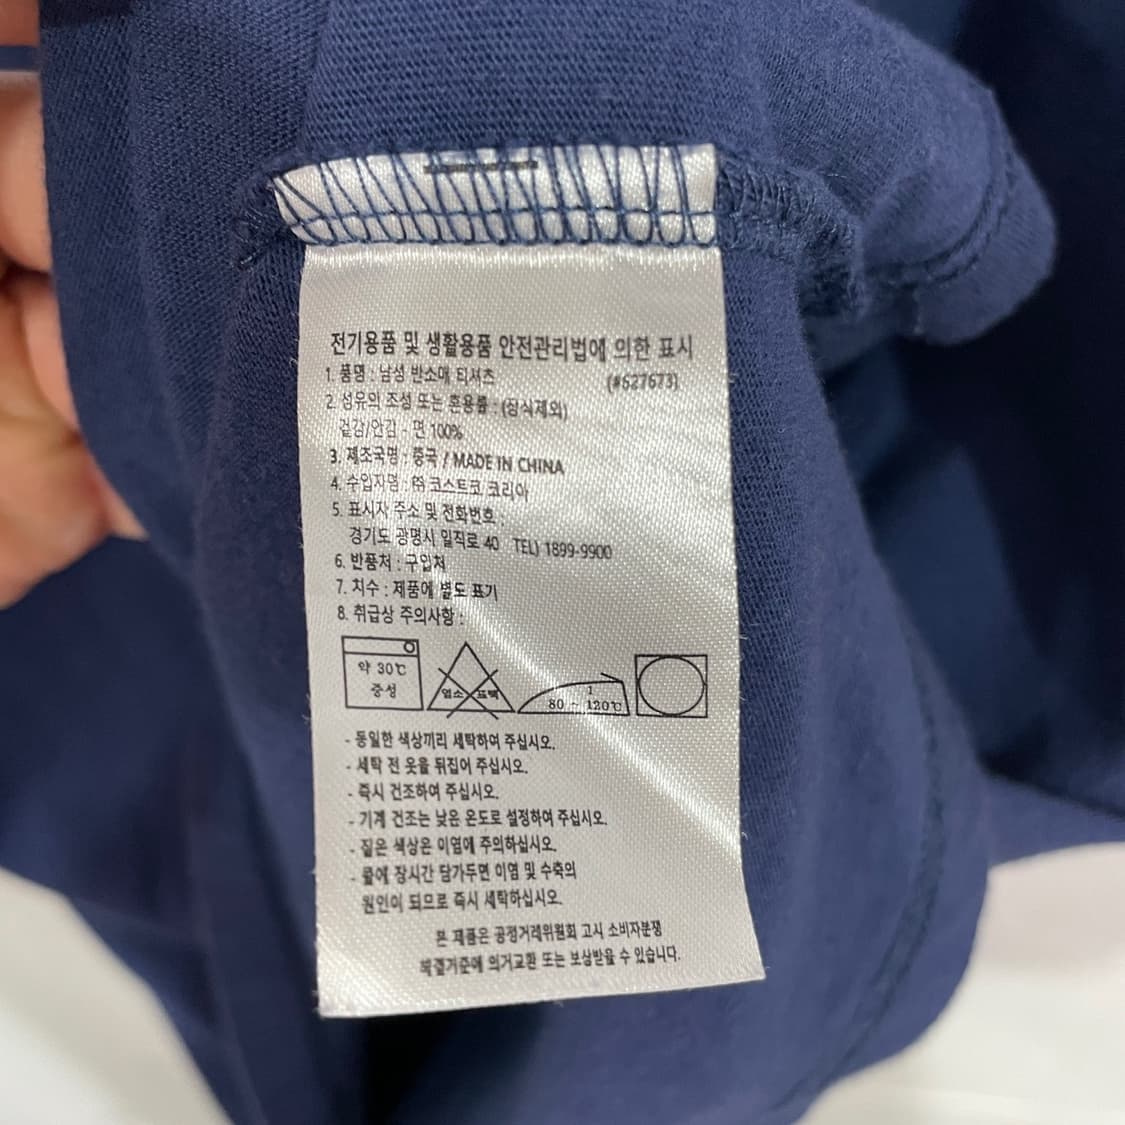 전기용품 및 생활용품 안전관리법에 의한 표시
1. 품명 : 남성 반소매 티셔츠 (#627673)
2. 섬유의 조성 또는 혼용률 : (장식제외)
겉감/안감 - 면 100%
3. 제조국명 : 중국 / MADE IN CHINA
4. 수입자명 : ㈜ 코스트코 코리아
5. 표시자 주소 및 전화번호 :
경기도 광명시 일직로 40 TEL) 1899-9900
6. 반품처 : 구입처
7. 치수 : 제품에 별도 표기
8. 취급상 주의사항 :
약 30℃
중성
염소 표백
1
80 ~ 120℃
- 동일한 색상끼리 세탁하여 주십시오.
- 세탁 전 옷을 뒤집어 주십시오.
- 즉시 건조하여 주십시오.
- 기계 건조는 낮은 온도로 설정하여 주십시오.
- 짙은 색상은 이염에 주의하십시오.
- 물에 장시간 담가두면 이염 및 수축의
원인이 되므로 즉시 세탁하십시오.
본 제품은 공정거래위원회 고시 소비자분쟁
해결기준에 의거교환 또는 보상받을 수 있습니다.